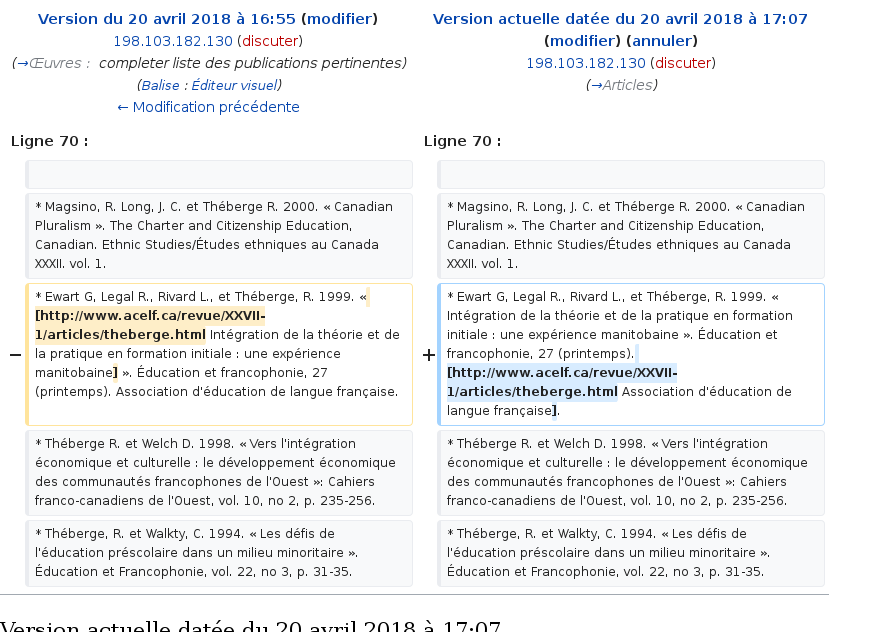 Version du 20 avril 2018 à 16:55 (modifier)
198.103.182.130 (discuter)
(→Œuvres : completer liste des publications pertinentes)
(Balise : Éditeur visuel)
← Modification précédente
Version actuelle datée du 20 avril 2018 à 17:07
(modifier) (annuler)
198.103.182.130 (discuter)
(→Articles)
Ligne 70 :
Ligne 70 :
* Magsino, R. Long, J. C. et Théberge R. 2000. « Canadian
Pluralism ». The Charter and Citizenship Education,
Canadian. Ethnic Studies/Études ethniques au Canada
XXXII. vol. 1.
* Magsino, R. Long, J. C. et Théberge R. 2000. « Canadian
Pluralism ». The Charter and Citizenship Education,
Canadian. Ethnic Studies/Études ethniques au Canada
XXXII. vol. 1.
−
* Ewart G, Legal R., Rivard L., et Théberge, R. 1999. «
[http://www.acelf.ca/revue/XXVII-
1/articles/theberge.html Intégration de la théorie et de
la pratique en formation initiale : une expérience
manitobaine] ». Éducation et francophonie, 27
(printemps). Association d'éducation de langue française.
+
* Ewart G, Legal R., Rivard L., et Théberge, R. 1999. «
Intégration de la théorie et de la pratique en formation
initiale : une expérience manitobaine ». Éducation et
francophonie, 27 (printemps).
[http://www.acelf.ca/revue/XXVII-
1/articles/theberge.html Association d'éducation de
langue française].
* Théberge R. et Welch D. 1998. « Vers l'intégration
économique et culturelle : le développement économique
des communautés francophones de l'Ouest »: Cahiers
franco-canadiens de l'Ouest, vol. 10, no 2, p. 235-256.
* Théberge R. et Welch D. 1998. « Vers l'intégration
économique et culturelle : le développement économique
des communautés francophones de l'Ouest »: Cahiers
franco-canadiens de l'Ouest, vol. 10, no 2, p. 235-256.
* Théberge, R. et Walkty, C. 1994. « Les défis de
l'éducation préscolaire dans un milieu minoritaire ».
Éducation et Francophonie, vol. 22, no 3, p. 31-35.
* Théberge, R. et Walkty, C. 1994. « Les défis de
l'éducation préscolaire dans un milieu minoritaire ».
Éducation et Francophonie, vol. 22, no 3, p. 31-35.
Version actuelle datée du 20 avril 2018 à 17:07